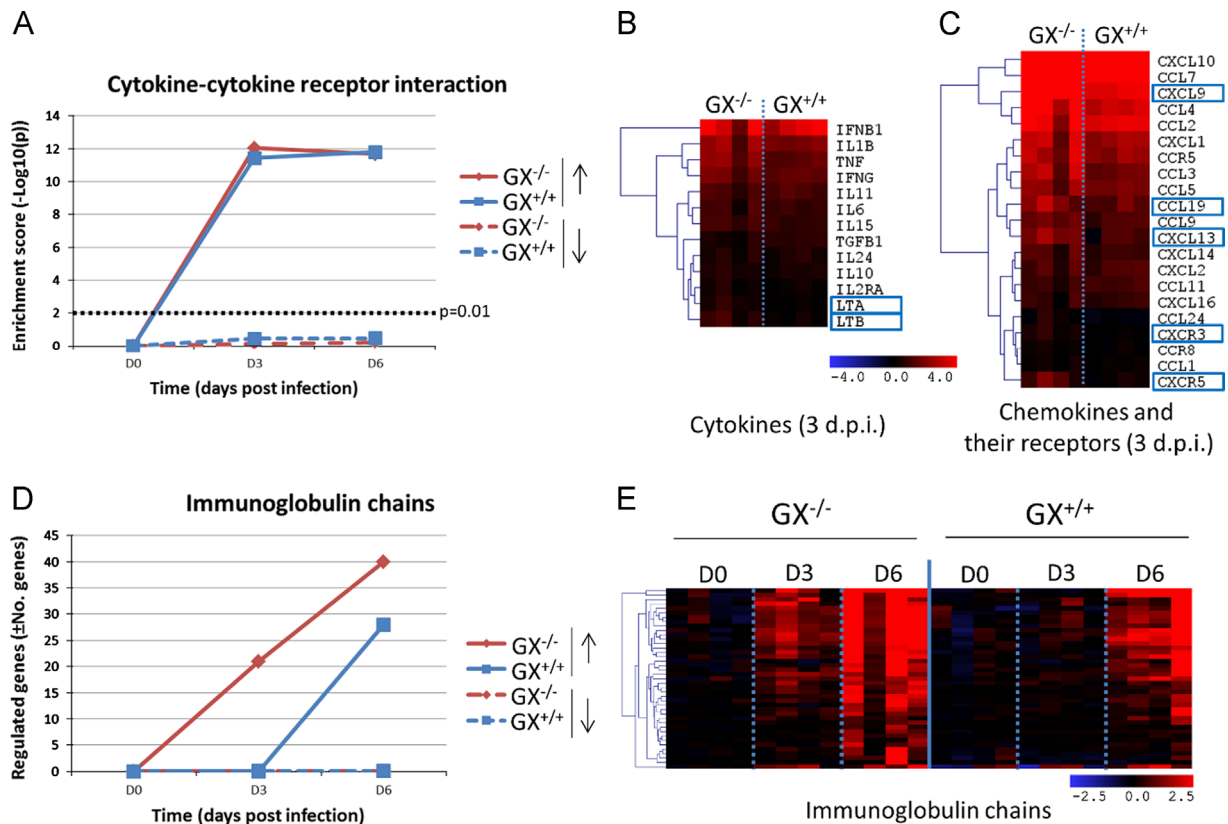 A
Cytokine-cytokine receptor interaction
Enrichment score (-Log10(p))
14
12
10
8
6
4
2
0
p=0.01
D0
D3
D6
Time (days post infection)
GX-/-
GX+/+
↑
GX-/-
GX+/+
↓
B
GX-/-
GX+/+
IFNB1
IL1B
TNF
IFNG
IL11
IL6
IL15
TGFB1
IL24
IL10
IL2RA
LTA
LTB
-4.0
0.0
4.0
Cytokines (3 d.p.i.)
C
GX-/-
GX+/+
CXCL10
CCL7
CXCL9
CCL4
CCL2
CXCL1
CCR5
CCL3
CCL5
CCL19
CCL9
CXCL13
CXCL14
CXCL2
CCL11
CXCL16
CCL24
CXCR3
CCR8
CCL1
CXCR5
Chemokines and
their receptors (3 d.p.i.)
D
Immunoglobulin chains
Regulated genes (±No. genes)
45
40
35
30
25
20
15
10
5
0
D0
D3
D6
Time (days post infection)
GX-/-
GX+/+
↑
GX-/-
GX+/+
↓
E
GX-/-
GX+/+
D0
D3
D6
D0
D3
D6
-2.5
0.0
2.5
Immunoglobulin chains